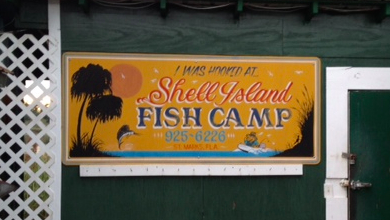 I WAS HOOKED AT...
Shell Island
FISH CAMP
925-6226
ST. MARKS, FLA.